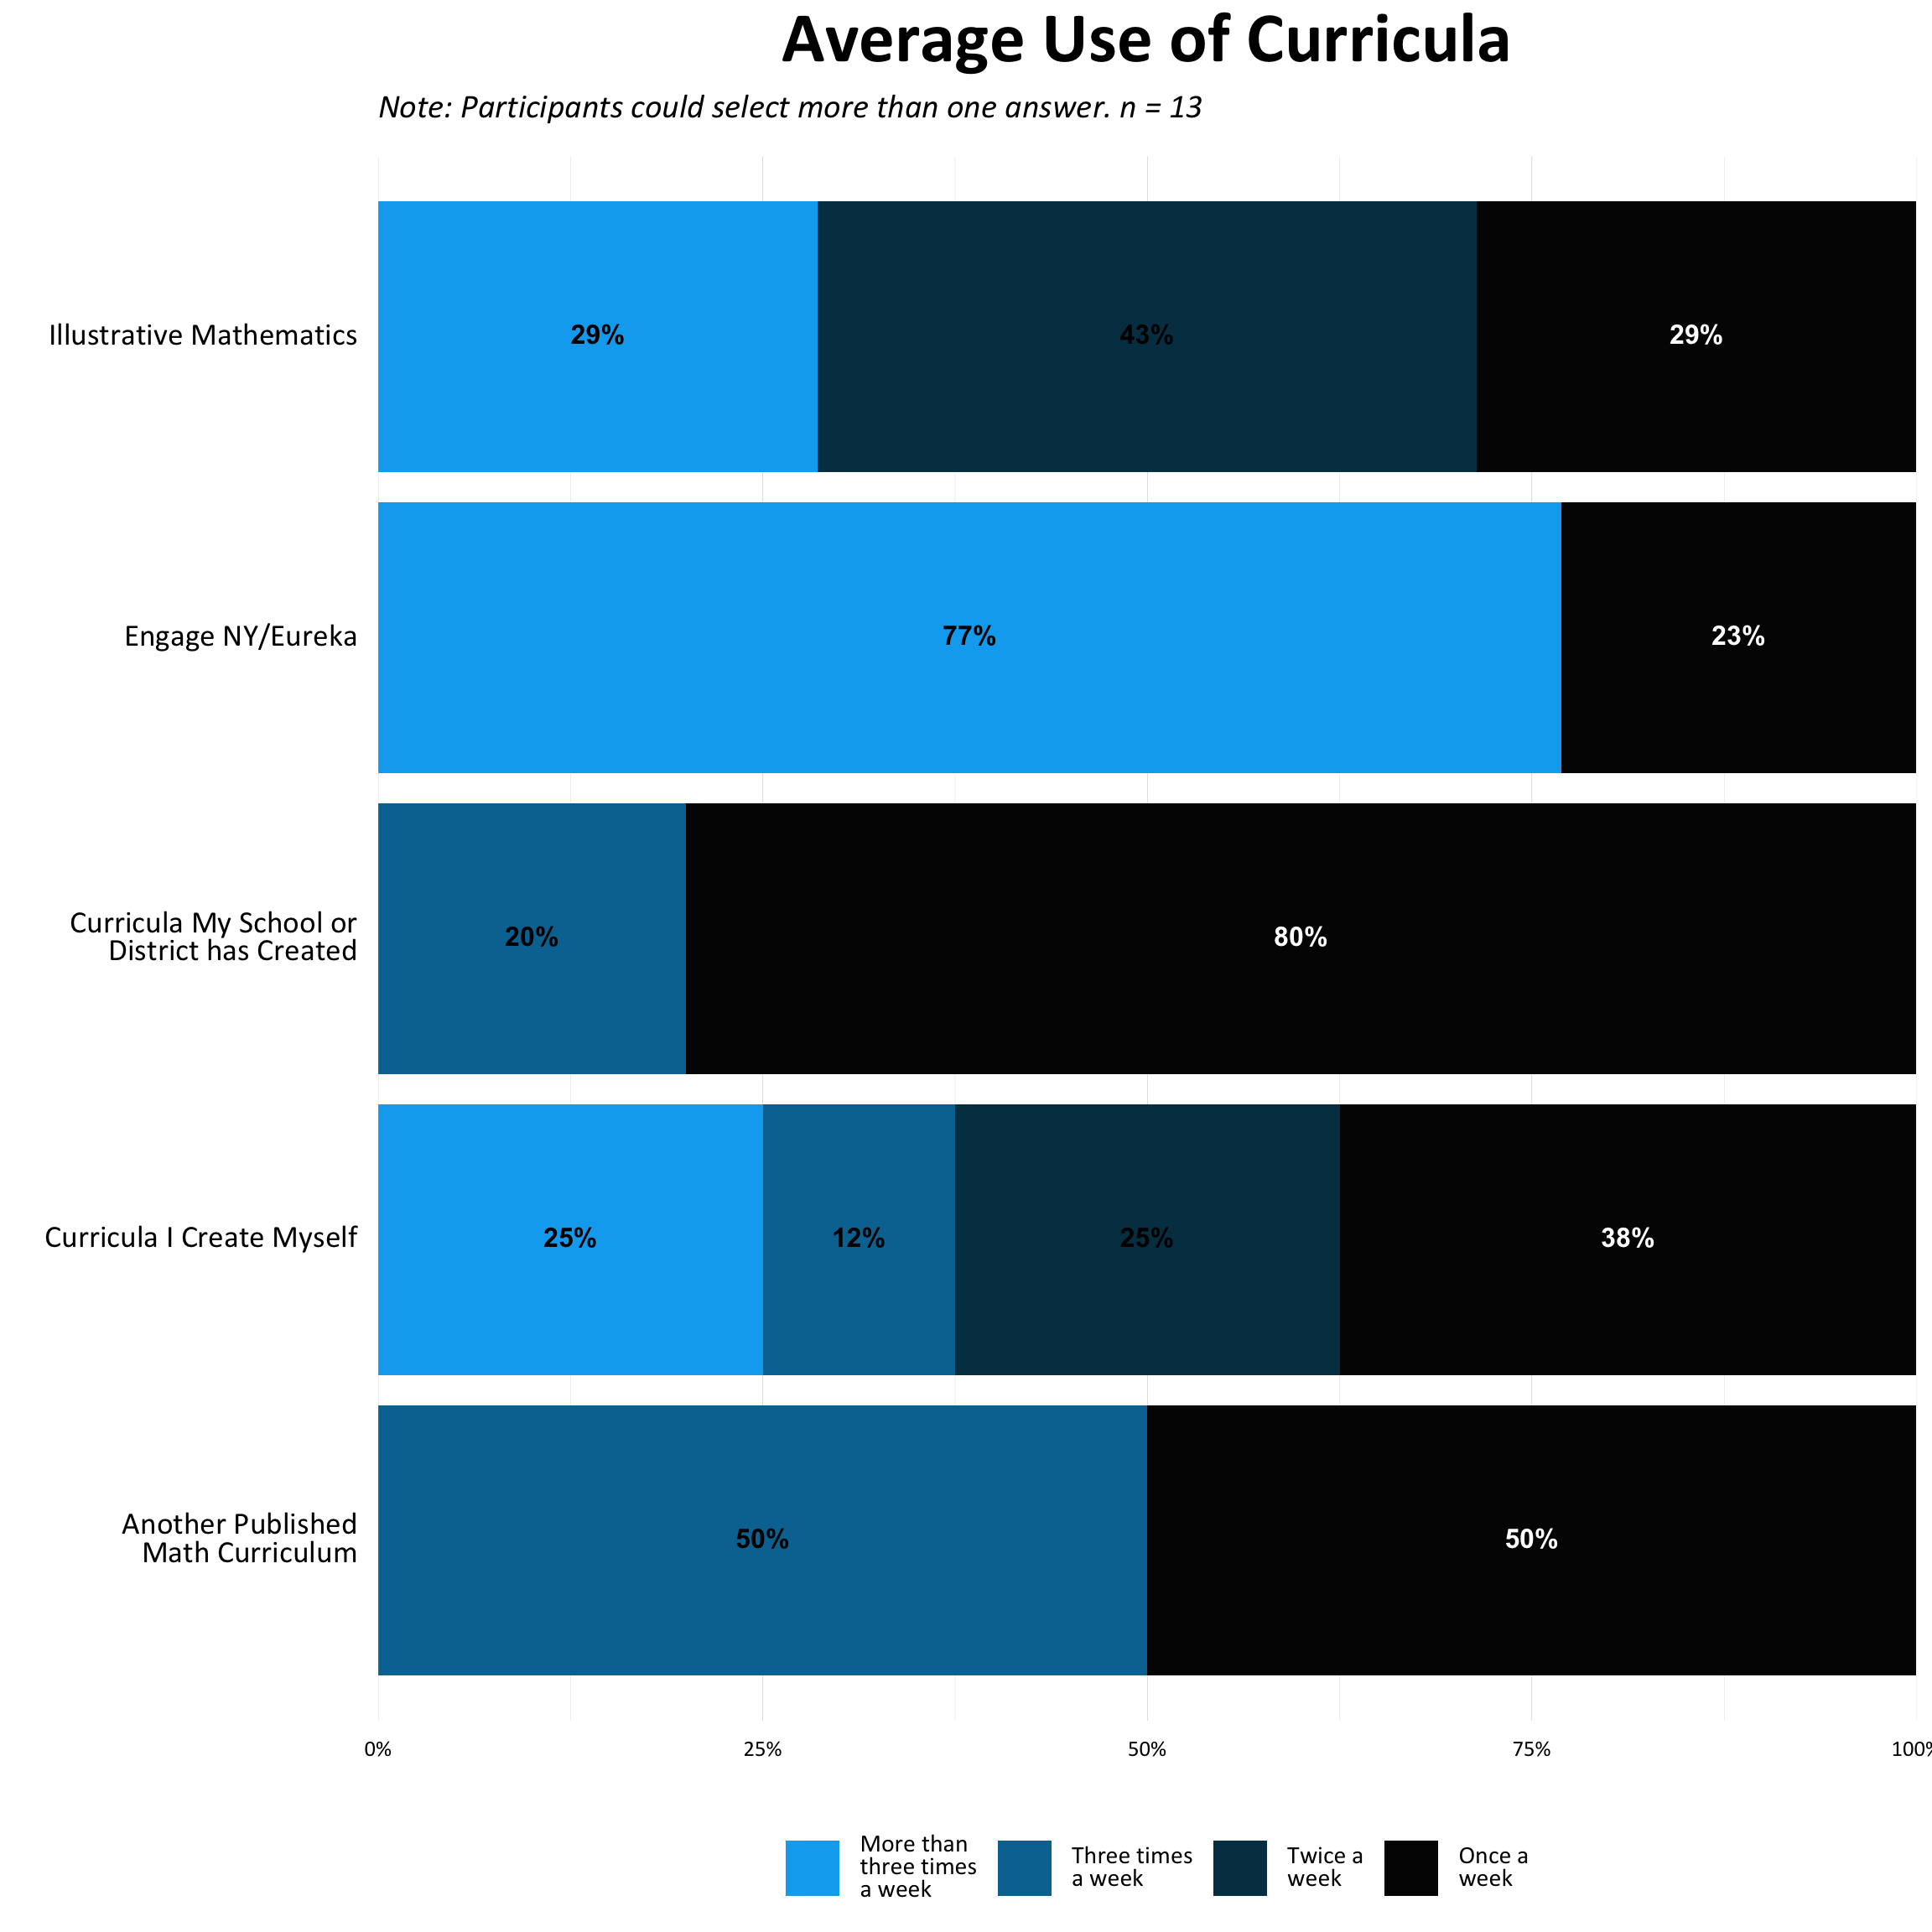 Average Use of Curricula
Note: Participants could select more than one answer. n = 13
Illustrative Mathematics
29%
43%
29%
Engage NY/Eureka
77%
23%
Curricula My School or
District has Created
20%
80%
Curricula I Create Myself
25%
12%
25%
38%
Another Published
Math Curriculum
50%
50%
0%
25%
50%
75%
100%
More than
three times
a week
Three times
a week
Twice a
week
Once a
week